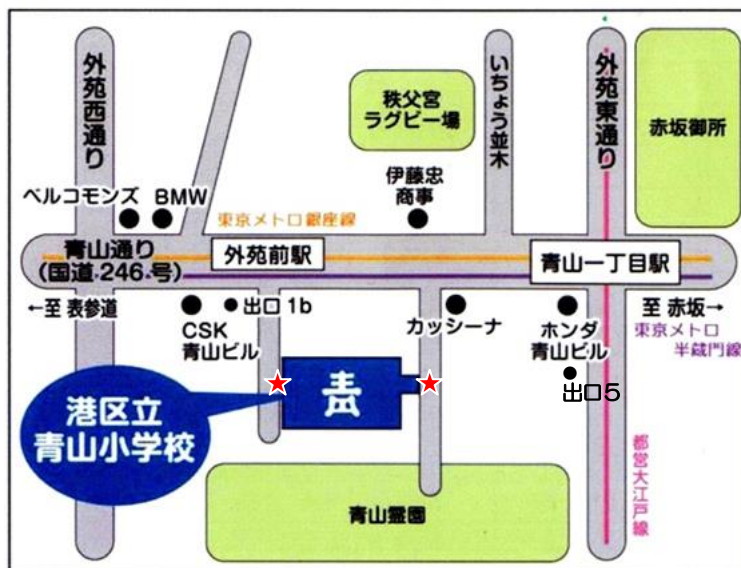 外苑西通り
いちょう並木
外苑東通り
秩父宮
ラグビー場
赤坂御所
ベルコモンズ
BMW
伊藤忠
商事
東京メトロ銀座線
青山通り
(国道246号)
外苑前駅
青山一丁目駅
←至 表参道
出口 1b
CSK
青山ビル
カッシーナ
ホンダ
青山ビル
至 赤坂→
東京メトロ
半蔵門線
出口5
港区立
青山小学校
都営大江戸線
青山霊園